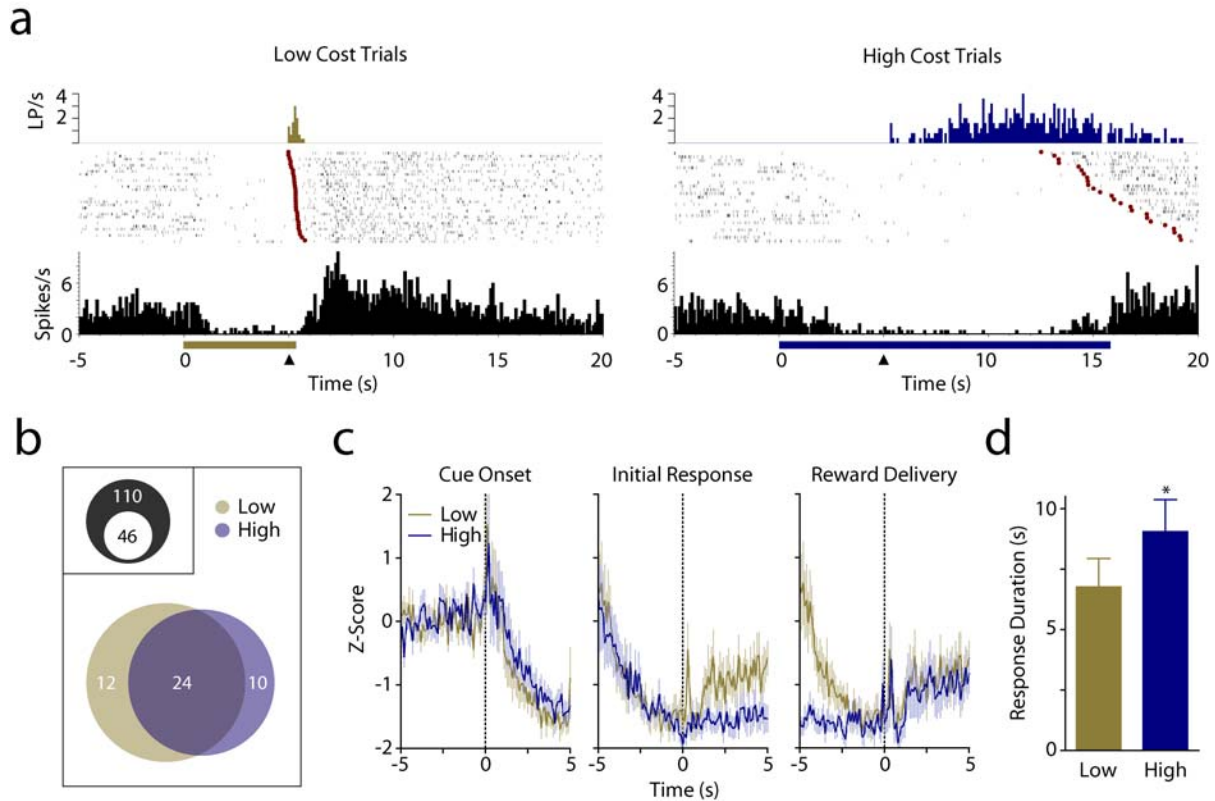 a
Low Cost Trials
High Cost Trials
LP/s
4
2
4
2
Spikes/s
6
0
6
0
-5 0 5 10 15 20
-5 0 5 10 15 20
Time (s)
Time (s)
b
110
46
Low
High
12 24 10
c
Cue Onset
Initial Response
Reward Delivery
Low
High
Z-Score
2
1
0
-1
-2
-5 0 5
-5 0 5
-5 0 5
Time (s)
d
*
Response Duration (s)
10
5
0
Low High